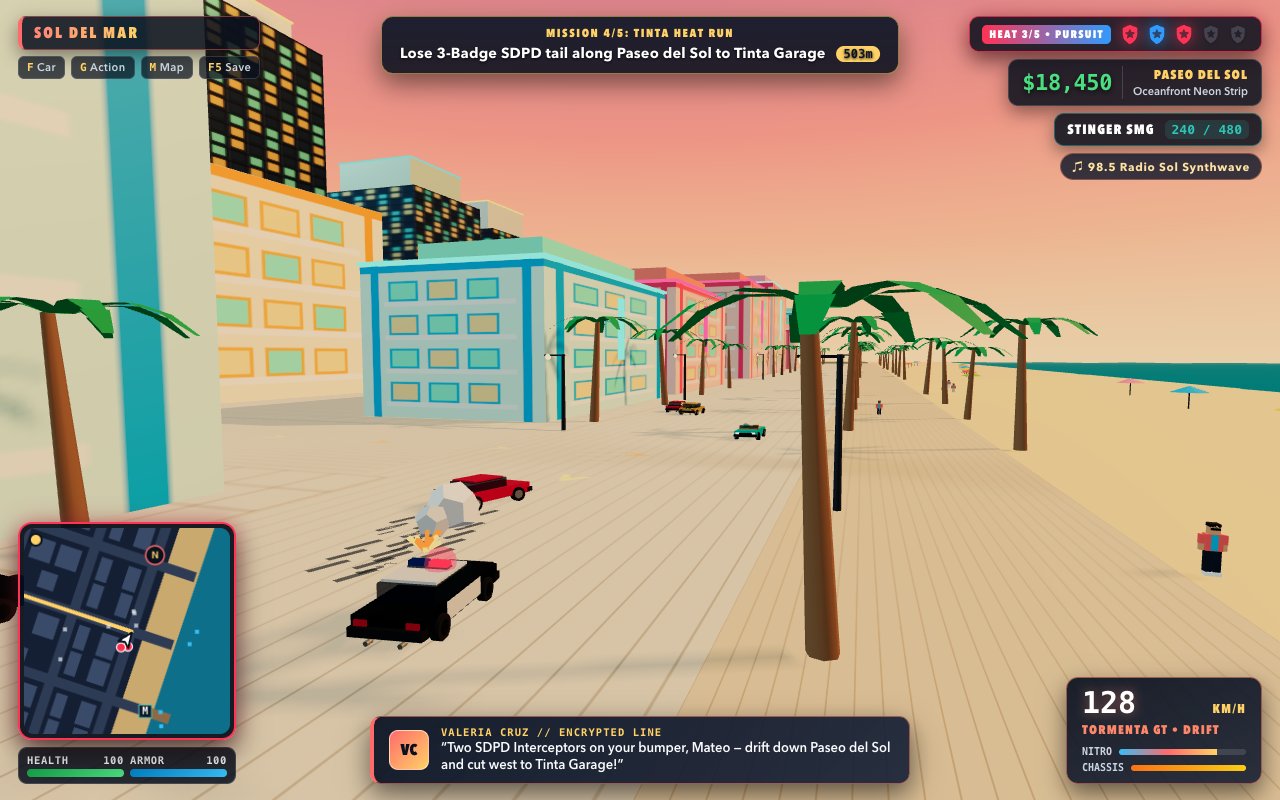 SOL DEL MAR
F Car
G Action
M Map
F5 Save
MISSION 4/5: TINTA HEAT RUN
Lose 3-Badge SDPD tail along Paseo del Sol to Tinta Garage 503m
HEAT 3/5 • PURSUIT
$18,450
PASEO DEL SOL
Oceanfront Neon Strip
STINGER SMG 240 / 480
♫ 98.5 Radio Sol Synthwave
N
M
HEALTH 100
ARMOR 100
VC
VALERIA CRUZ // ENCRYPTED LINE
“Two SDPD Interceptors on your bumper, Mateo – drift down Paseo del Sol
and cut west to Tinta Garage!”
128 KM/H
TORMENTA GT • DRIFT
NITRO
CHASSIS